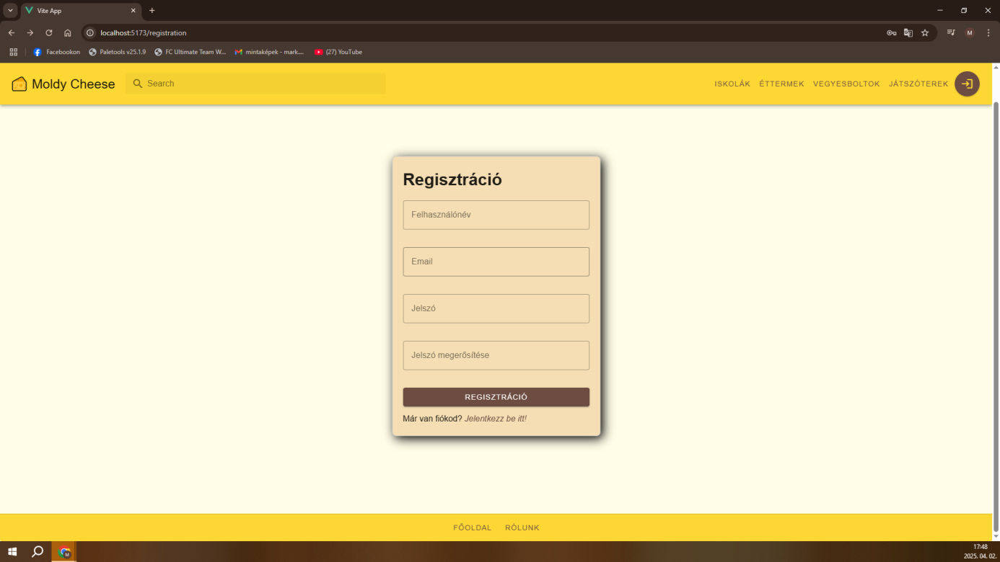 Vite App
localhost:5173/registration
Facebookon Paletools v25.1.9 FC Ultimate Team W... mintaképek - mark.... (27) YouTube
Moldy Cheese Search ISKOLÁK ÉTTERMEK VEGYESBOLTOK JÁTSZÓTEREK
Regisztráció
Felhasználónév
Email
Jelszó
Jelszó megerősítése
REGISZTRÁCIÓ
Már van fiókod? Jelentkezz be itt!
FŐOLDAL RÓLUNK
M
M
17:48
2025. 04. 02.